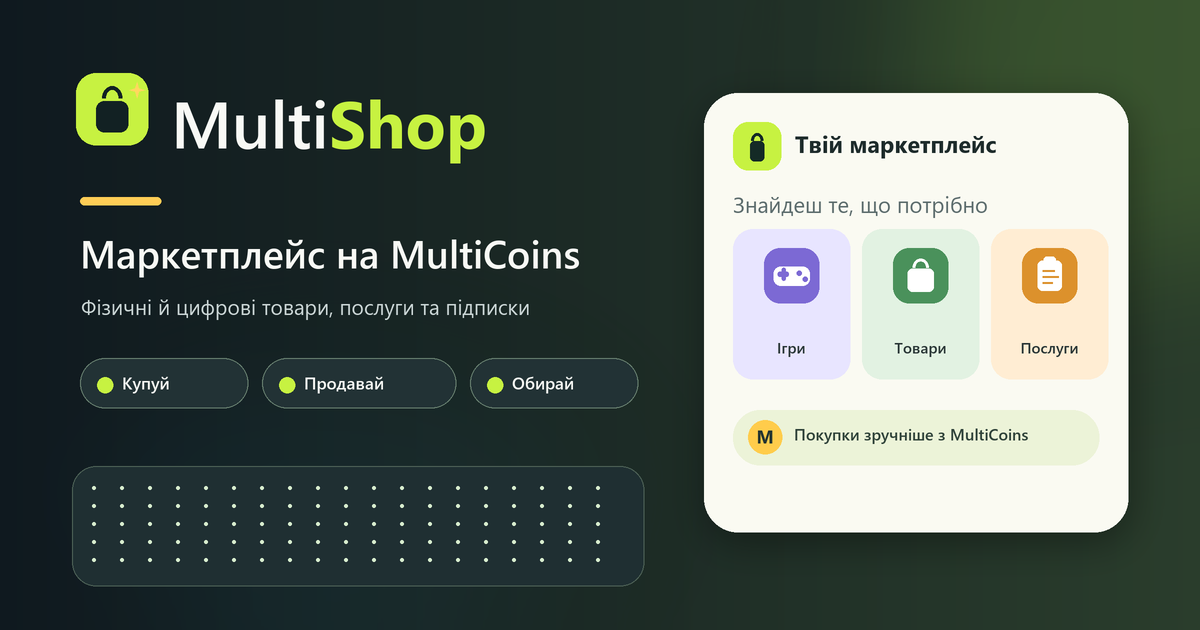 MultiShop
Маркетплейс на MultiCoins
Фізичні й цифрові товари, послуги та підписки
Купуй
Продавай
Обирай
Твій маркетплейс
Знайдеш те, що потрібно
Ігри
Товари
Послуги
M
Покупки зручніше з MultiCoins